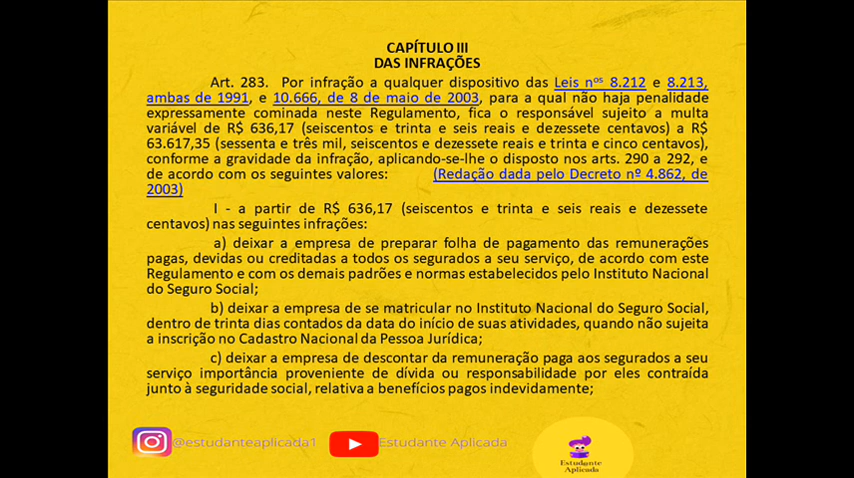 CAPÍTULO III
DAS INFRAÇÕES
Art. 283. Por infração a qualquer dispositivo das Leis nos 8.212 e 8.213,
ambas de 1991, e 10.666, de 8 de maio de 2003, para a qual não haja penalidade
expressamente cominada neste Regulamento, fica o responsável sujeito a multa
variável de R$ 636,17 (seiscentos e trinta e seis reais e dezessete centavos) a R$
63.617,35 (sessenta e três mil, seiscentos e dezessete reais e trinta e cinco centavos),
conforme a gravidade da infração, aplicando-se-lhe o disposto nos arts. 290 a 292, e
de acordo com os seguintes valores: (Redação dada pelo Decreto nº 4.862, de
2003)
I - a partir de R$ 636,17 (seiscentos e trinta e seis reais e dezessete
centavos) nas seguintes infrações:
a) deixar a empresa de preparar folha de pagamento das remunerações
pagas, devidas ou creditadas a todos os segurados a seu serviço, de acordo com este
Regulamento e com os demais padrões e normas estabelecidos pelo Instituto Nacional
do Seguro Social;
b) deixar a empresa de se matricular no Instituto Nacional do Seguro Social,
dentro de trinta dias contados da data do início de suas atividades, quando não sujeita
a inscrição no Cadastro Nacional da Pessoa Jurídica;
c) deixar a empresa de descontar da remuneração paga aos segurados a seu
serviço importância proveniente de dívida ou responsabilidade por eles contraída
junto à seguridade social, relativa a benefícios pagos indevidamente;
@estudanteaplicada1 Estudante Aplicada
Estudante
Aplicada